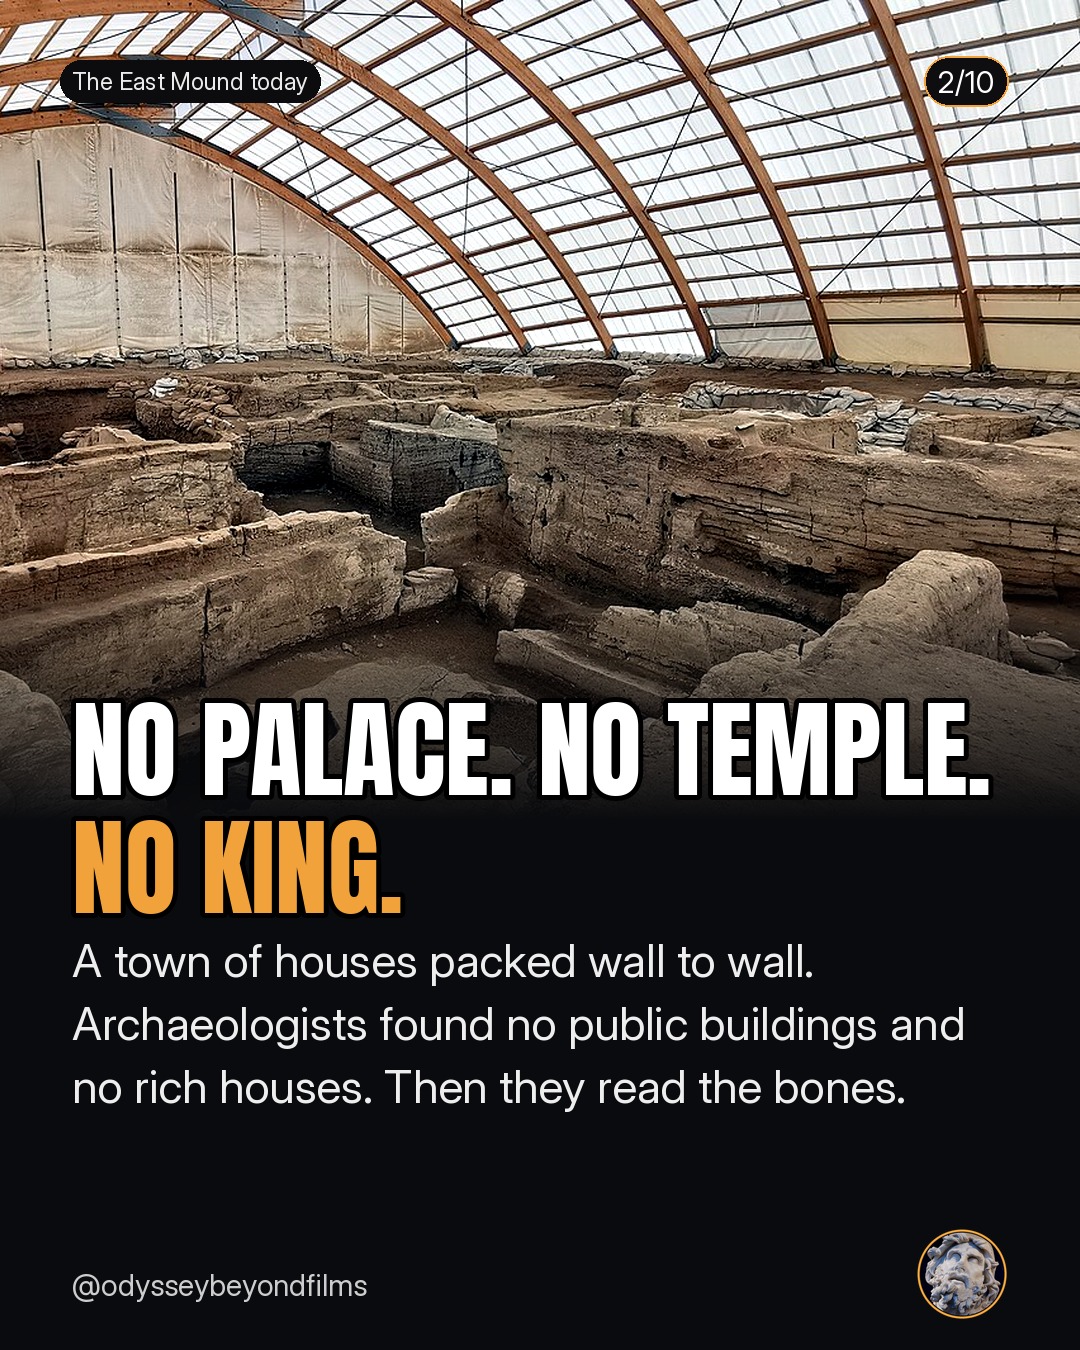 The East Mound today
2/10
NO PALACE. NO TEMPLE.
NO KING.
A town of houses packed wall to wall.
Archaeologists found no public buildings and
no rich houses. Then they read the bones.
@odysseybeyondfilms